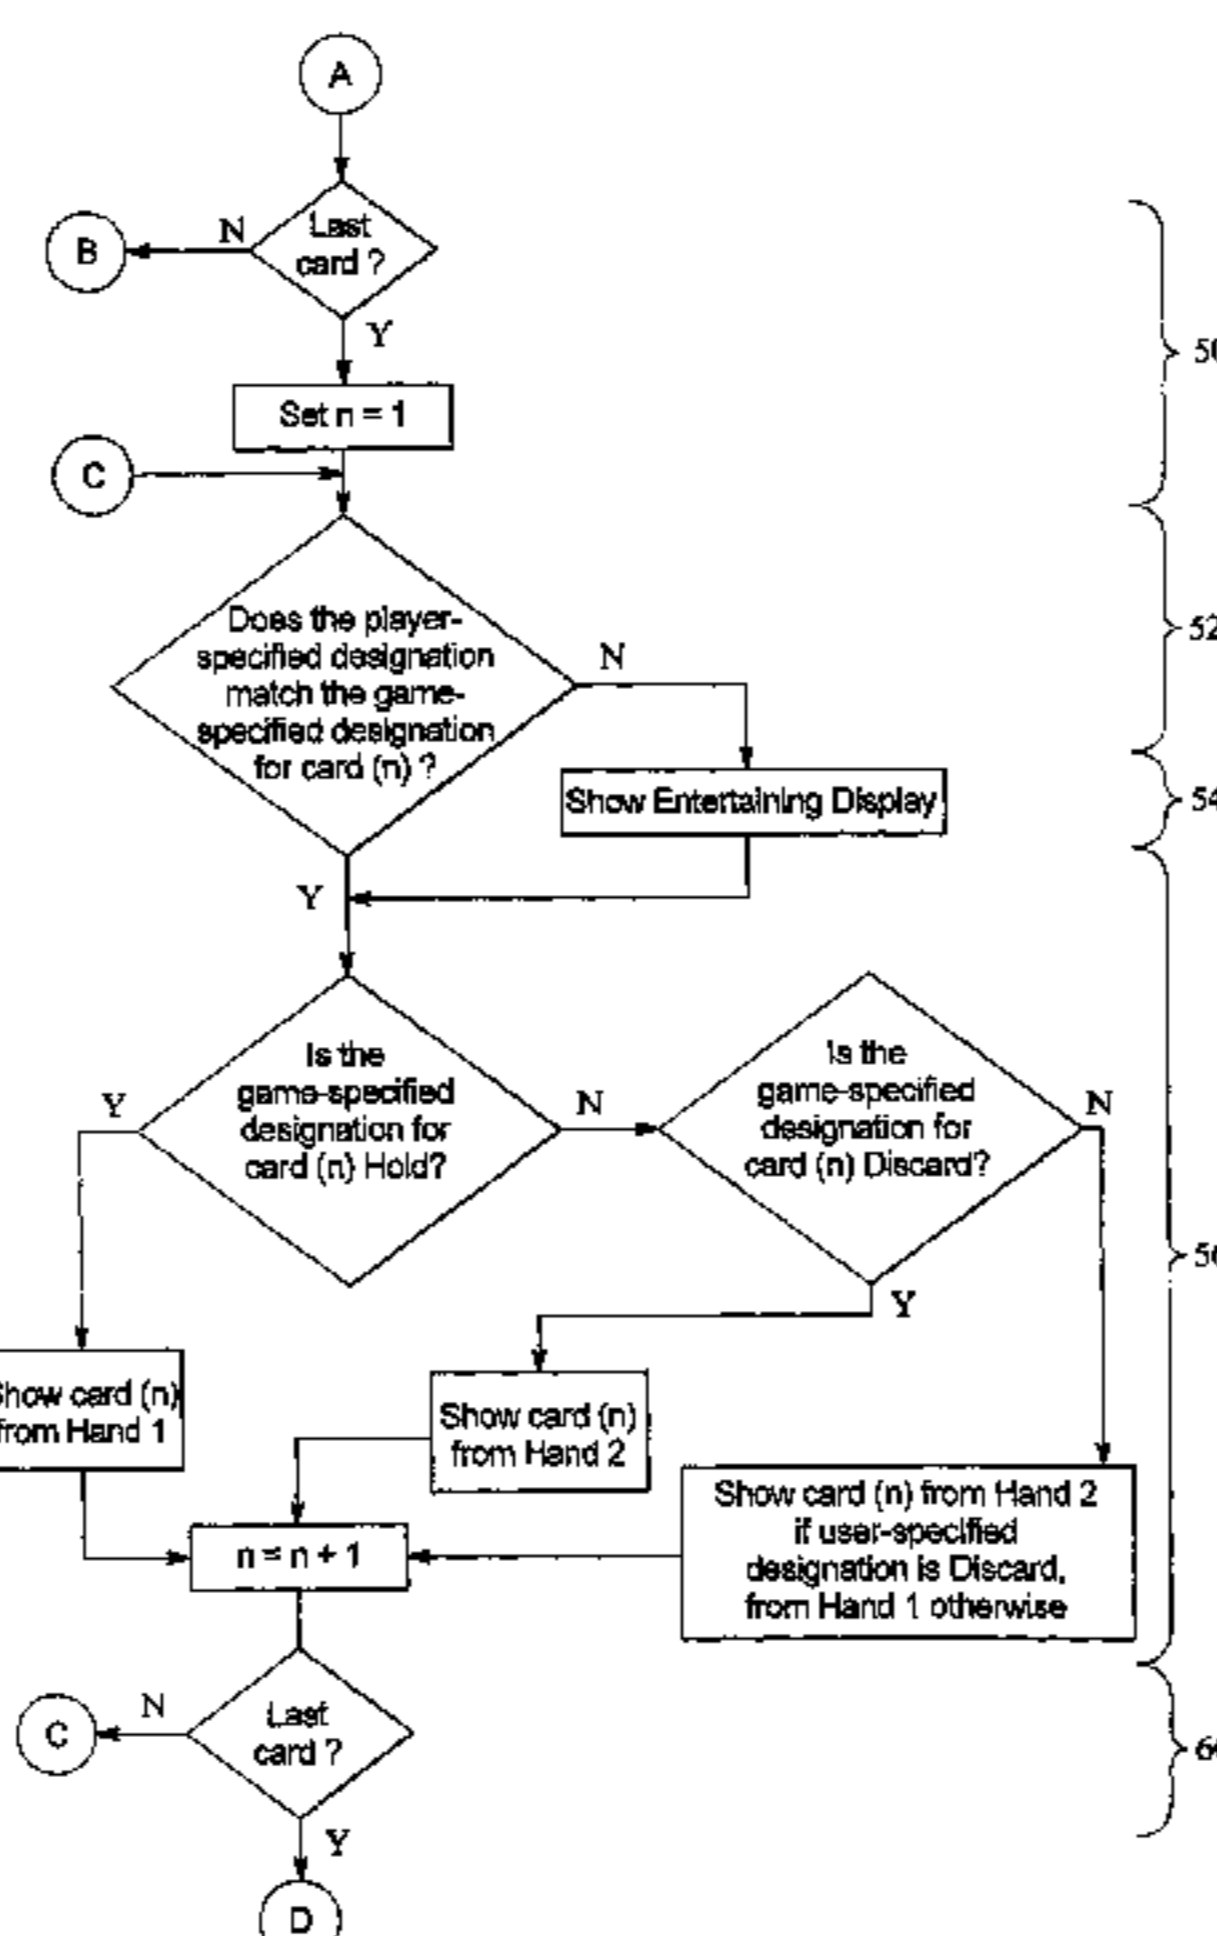 A
Last
card ?
N
B
Y
Set n = 1
C
Does the player-
specified designation
match the game-
specified designation
for card (n) ?
N
52
Show Entertaining Display
54
Y
Is the
game-specified
designation for
card (n) Hold?
Y
N
Is the
game-specified
designation for
card (n) Discard?
N
Y
Show card (n)
from Hand 1
Show card (n)
from Hand 2
Show card (n) from Hand 2
if user-specified
designation is Discard,
from Hand 1 otherwise
n = n + 1
Last
card ?
N
C
Y
D